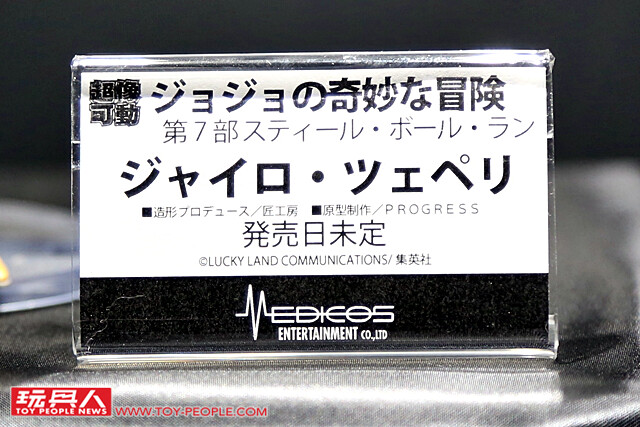 超像可動 ジョジョの奇妙な冒険
第7部スティール・ボール・ラン
ジャイロ・ツェペリ
■造形プロデュース／匠工房 ■原型制作／PROGRESS
発売日未定
©LUCKY LAND COMMUNICATIONS/集英社
MEDICOS
ENTERTAINMENT CO.,LTD
玩具人
TOY PEOPLE NEWS
WWW.TOY-PEOPLE.COM